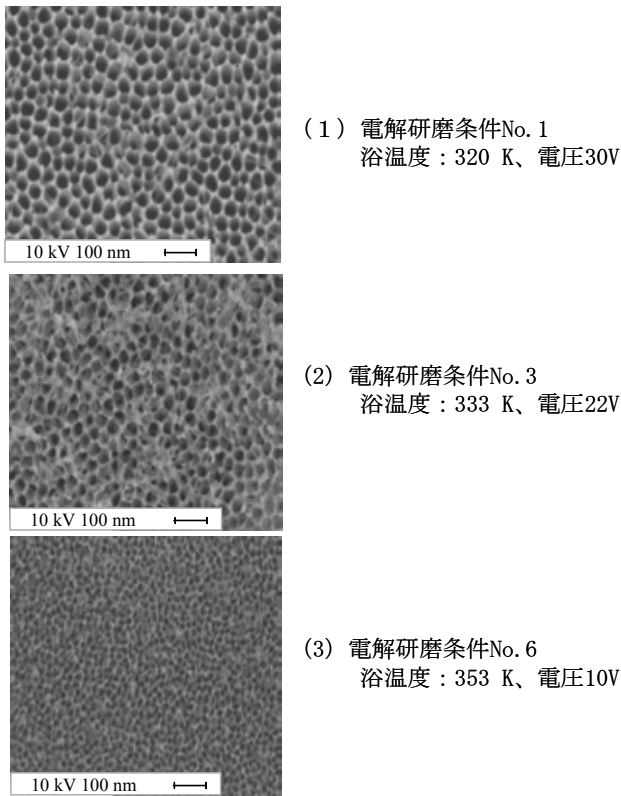 (１) 電解研磨条件No.1
浴温度：320 K、電圧30V
10 kV 100 nm
(2) 電解研磨条件No.3
浴温度：333 K、電圧22V
10 kV 100 nm
(3) 電解研磨条件No.6
浴温度：353 K、電圧10V
10 kV 100 nm